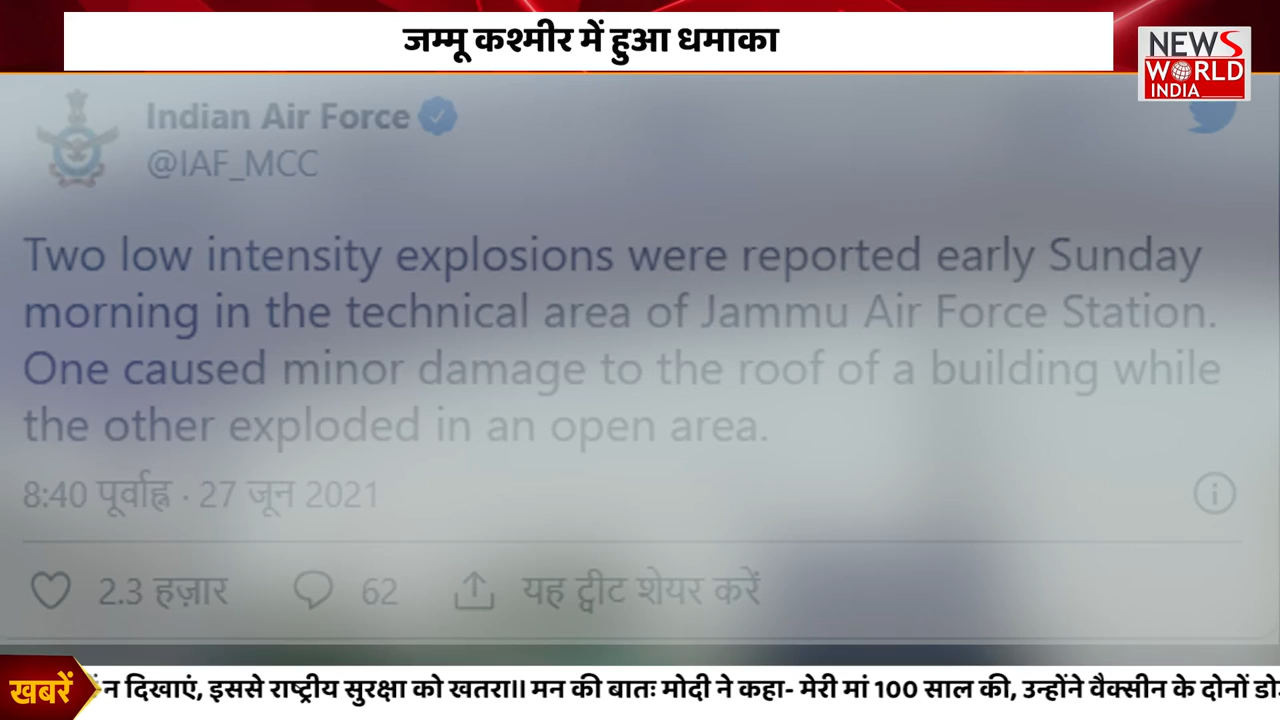 जम्मू कश्मीर में हुआ धमाका
NEWS
WORLD
INDIA
Indian Air Force
@IAF_MCC
Two low intensity explosions were reported early Sunday
morning in the technical area of Jammu Air Force Station.
One caused minor damage to the roof of a building while
the other exploded in an open area.
8:40 पूर्वाह्न · 27 जून 2021
2.3 हज़ार 62 यह ट्वीट शेयर करें
खबरें
न दिखाएं, इससे राष्ट्रीय सुरक्षा को खतरा॥ मन की बातः मोदी ने कहा- मेरी मां 100 साल की, उन्होंने वैक्सीन के दोनों